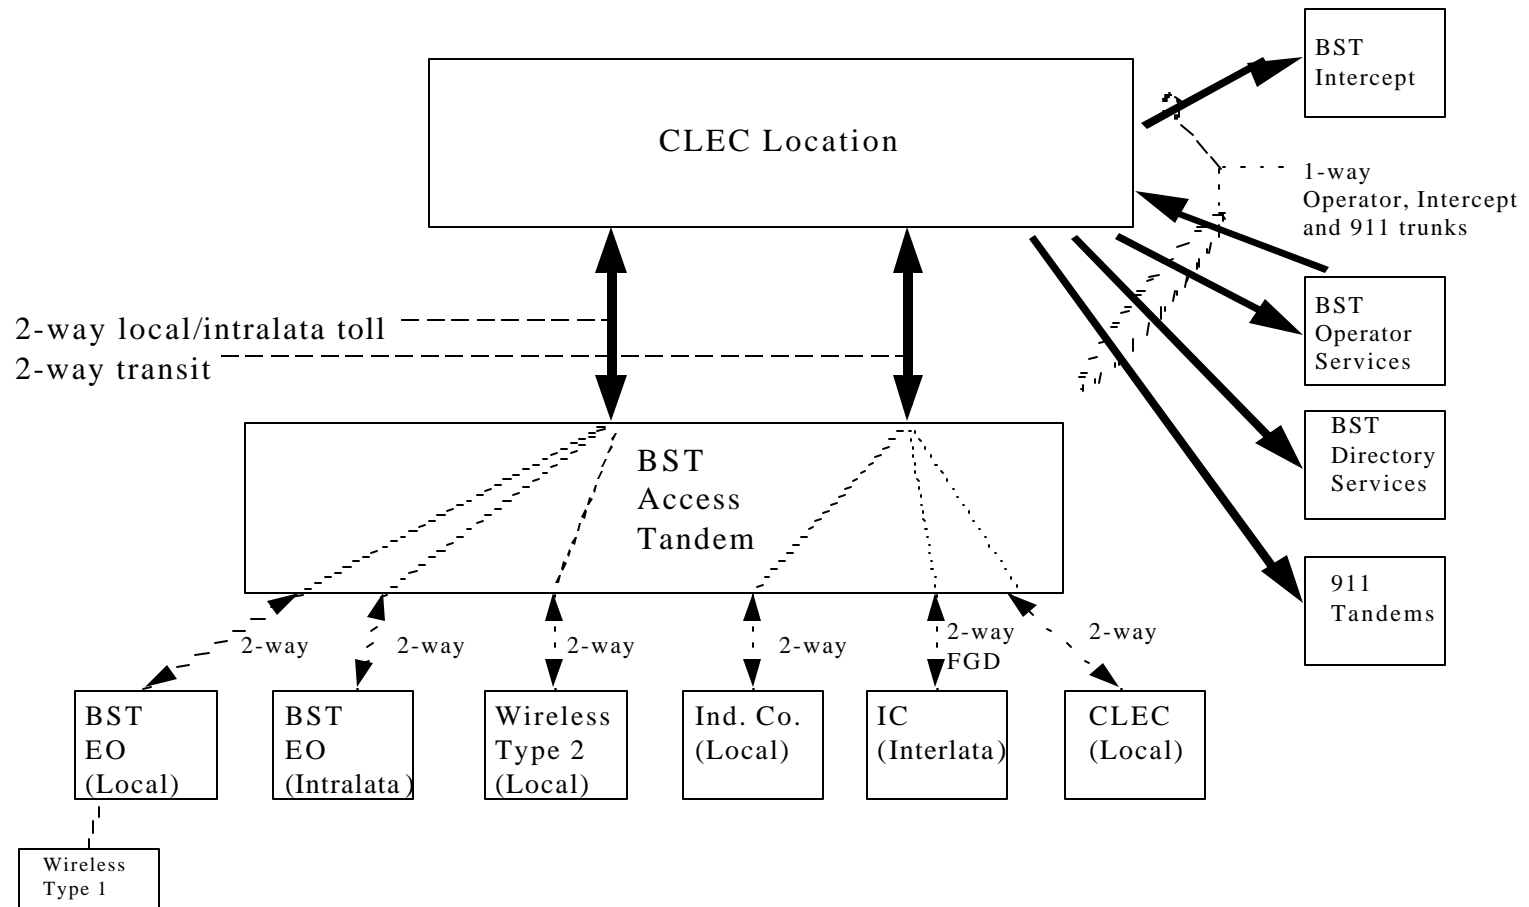 BST
Intercept
CLEC Location
1-way
Operator, Intercept
and 911 trunks
2-way local/intralata toll
2-way transit
BST
Operator
Services
BST
Directory
Services
BST
Access
Tandem
911
Tandems
2-way
2-way
2-way
2-way
2-way
FGD
2-way
BST
EO
(Local)
BST
EO
(Intralata)
Wireless
Type 2
(Local)
Ind. Co.
(Local)
IC
(Interlata)
CLEC
(Local)
Wireless
Type 1